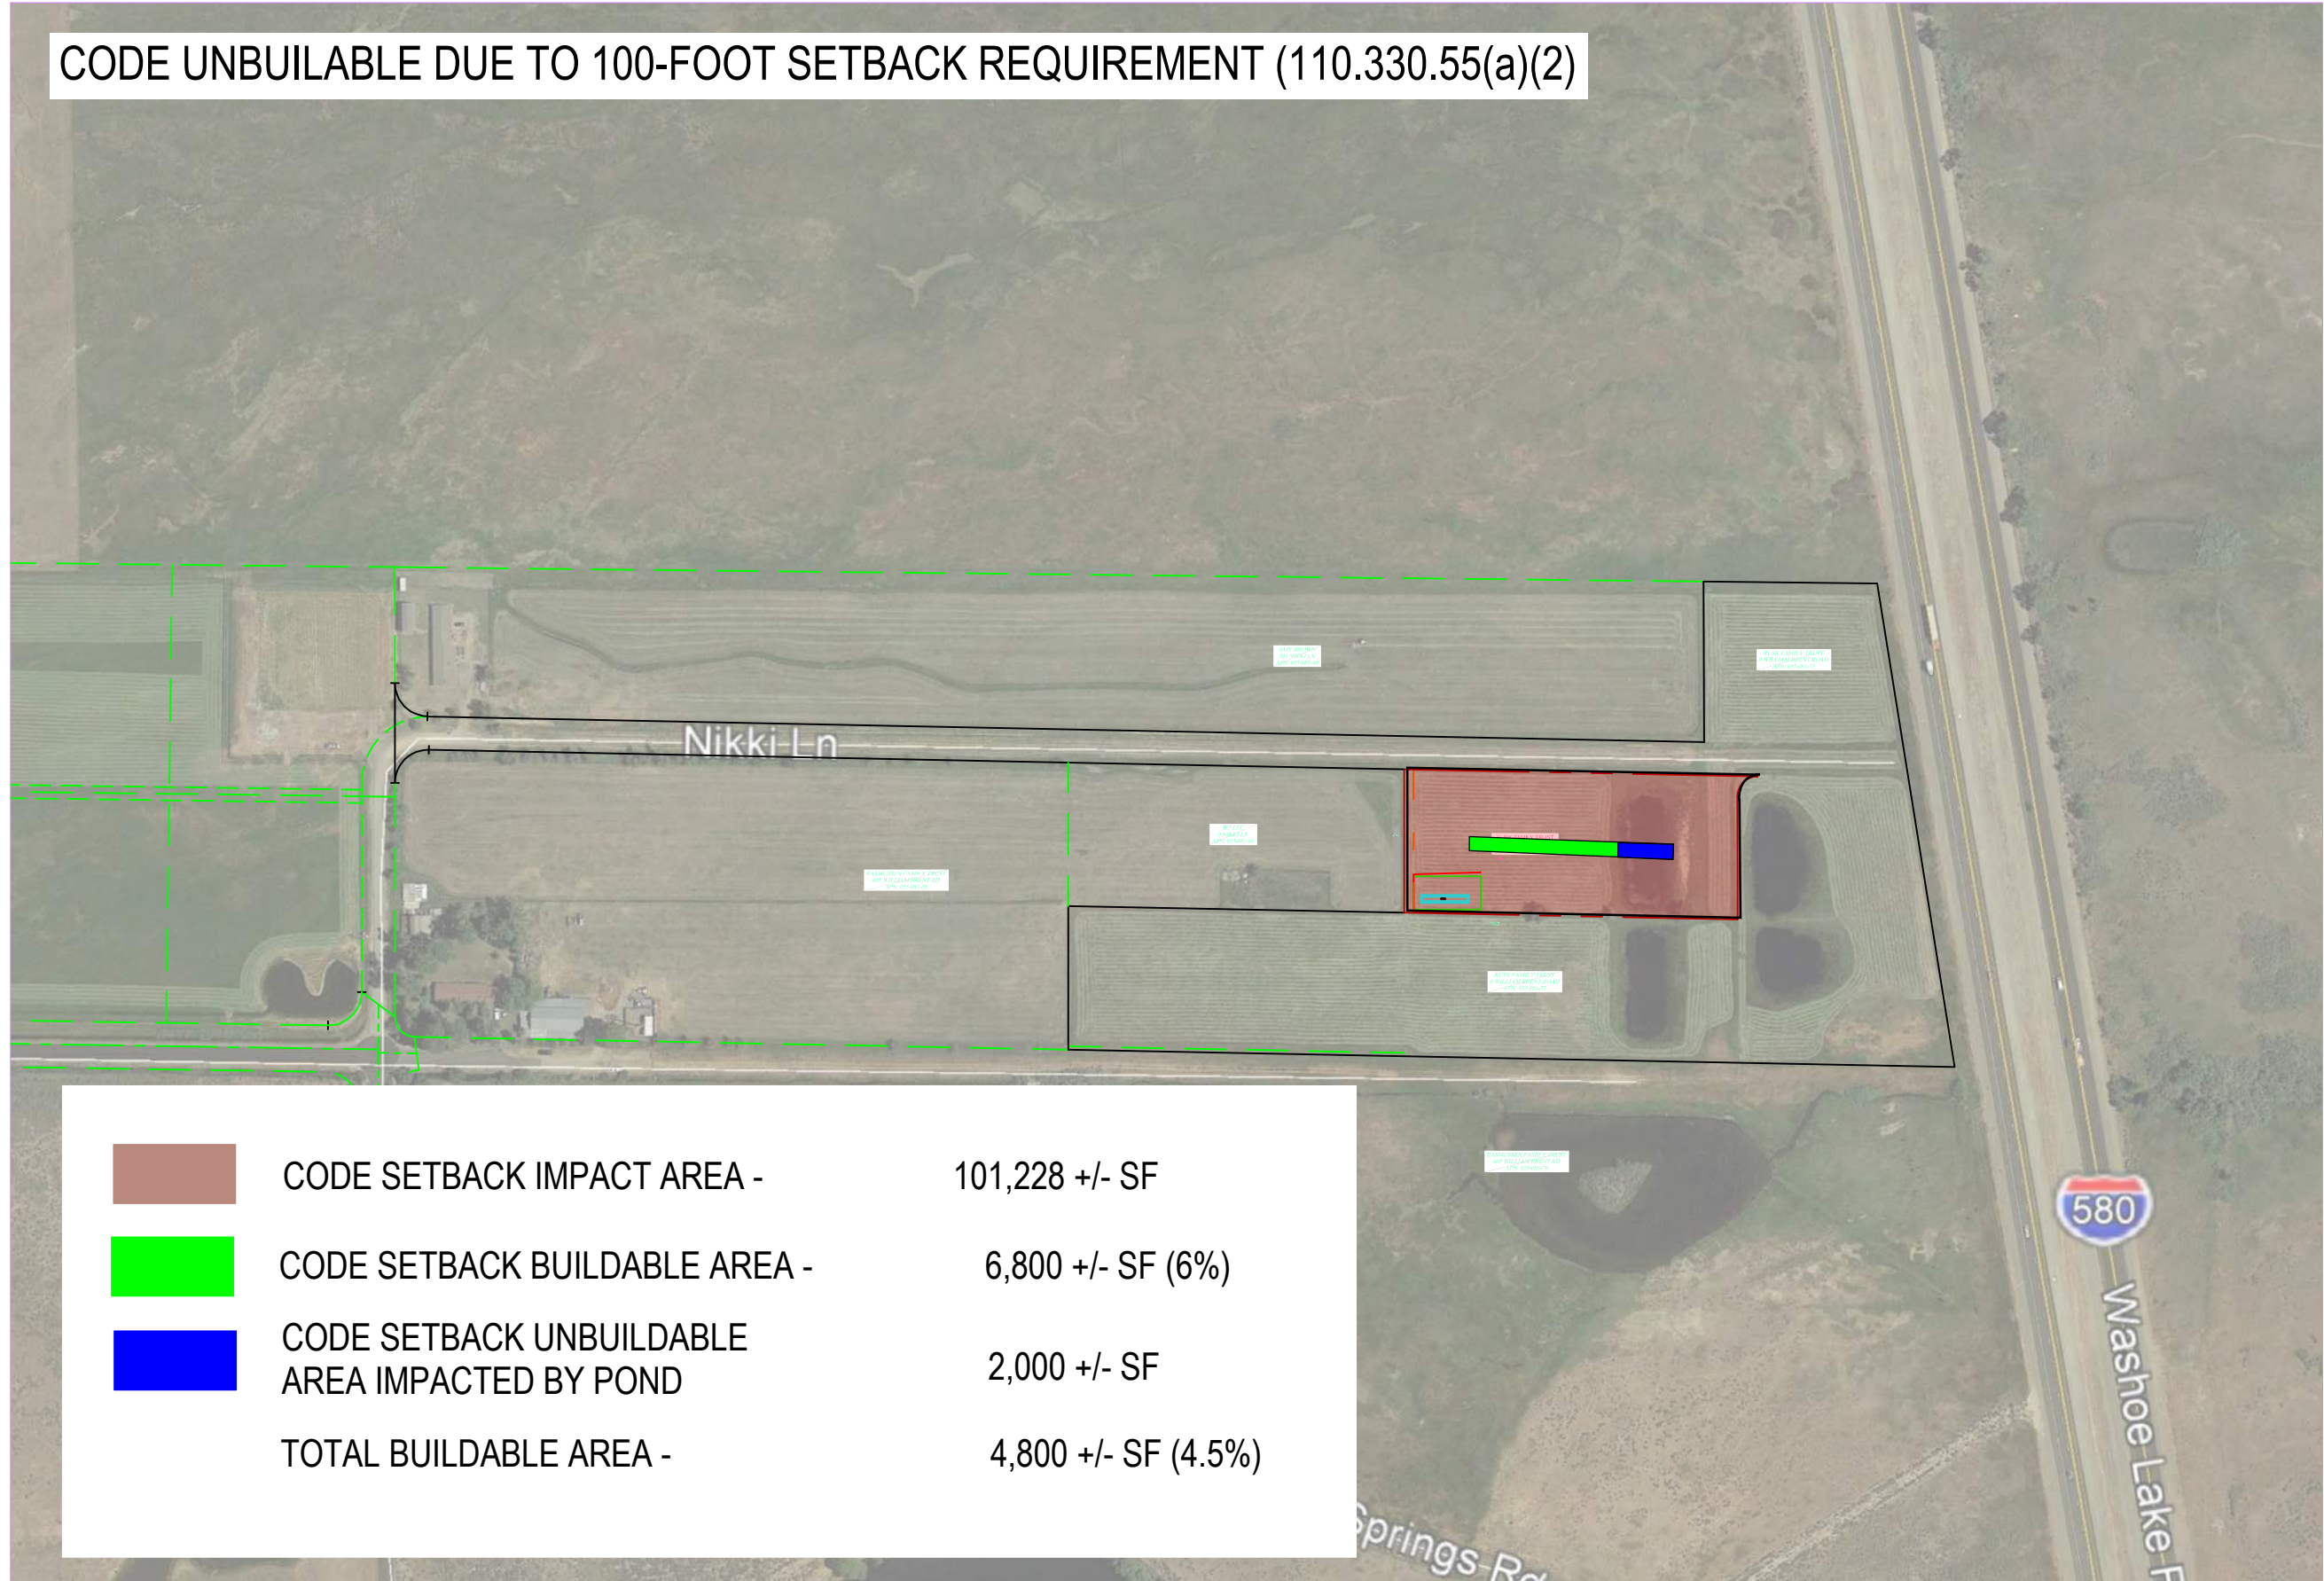 CODE UNBUILABLE DUE TO 100-FOOT SETBACK REQUIREMENT (110.330.55(a)(2)
Nikki Ln
CODE SETBACK IMPACT AREA - 101,228 +/- SF
CODE SETBACK BUILDABLE AREA - 6,800 +/- SF (6%)
CODE SETBACK UNBUILDABLE
AREA IMPACTED BY POND 2,000 +/- SF
TOTAL BUILDABLE AREA - 4,800 +/- SF (4.5%)
580
Washoe Lake
Springs Rd